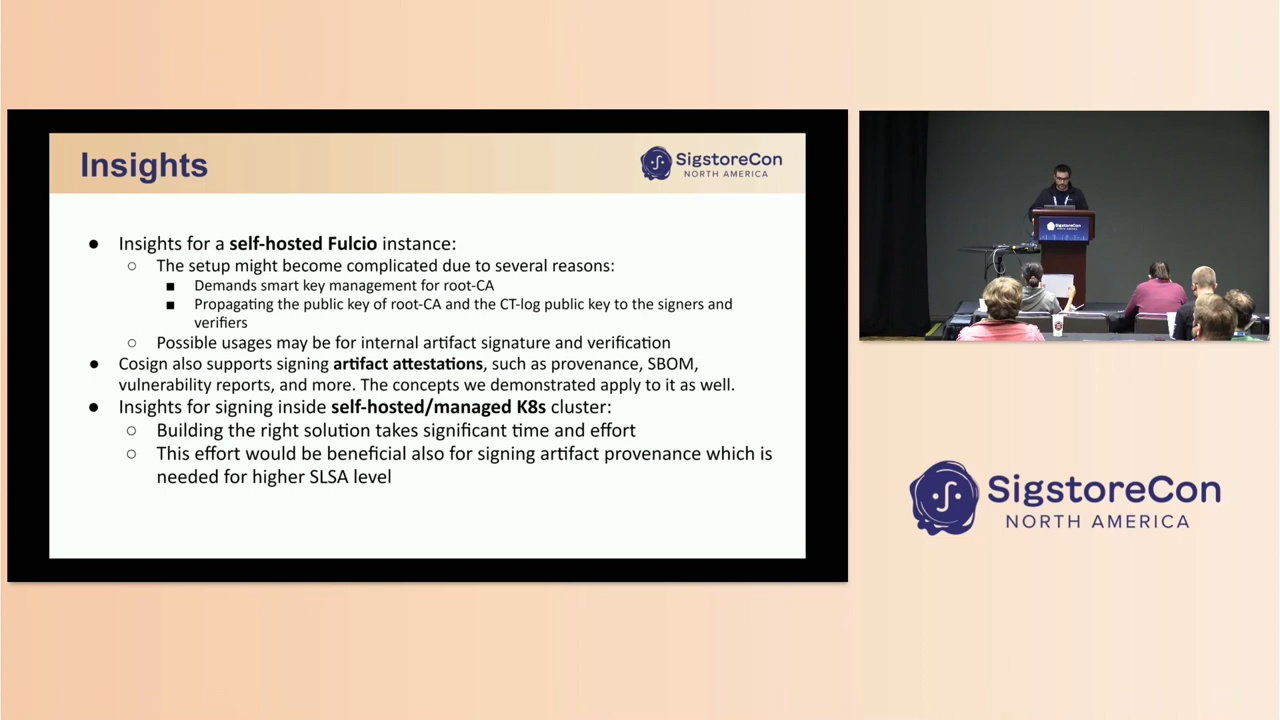 Insights
SigstoreCon
NORTH AMERICA
● Insights for a self-hosted Fulcio instance:
○ The setup might become complicated due to several reasons:
■ Demands smart key management for root-CA
■ Propagating the public key of root-CA and the CT-log public key to the signers and
verifiers
○ Possible usages may be for internal artifact signature and verification
● Cosign also supports signing artifact attestations, such as provenance, SBOM,
vulnerability reports, and more. The concepts we demonstrated apply to it as well.
● Insights for signing inside self-hosted/managed K8s cluster:
○ Building the right solution takes significant time and effort
○ This effort would be beneficial also for signing artifact provenance which is
needed for higher SLSA level
SigstoreCon
SigstoreCon
NORTH AMERICA